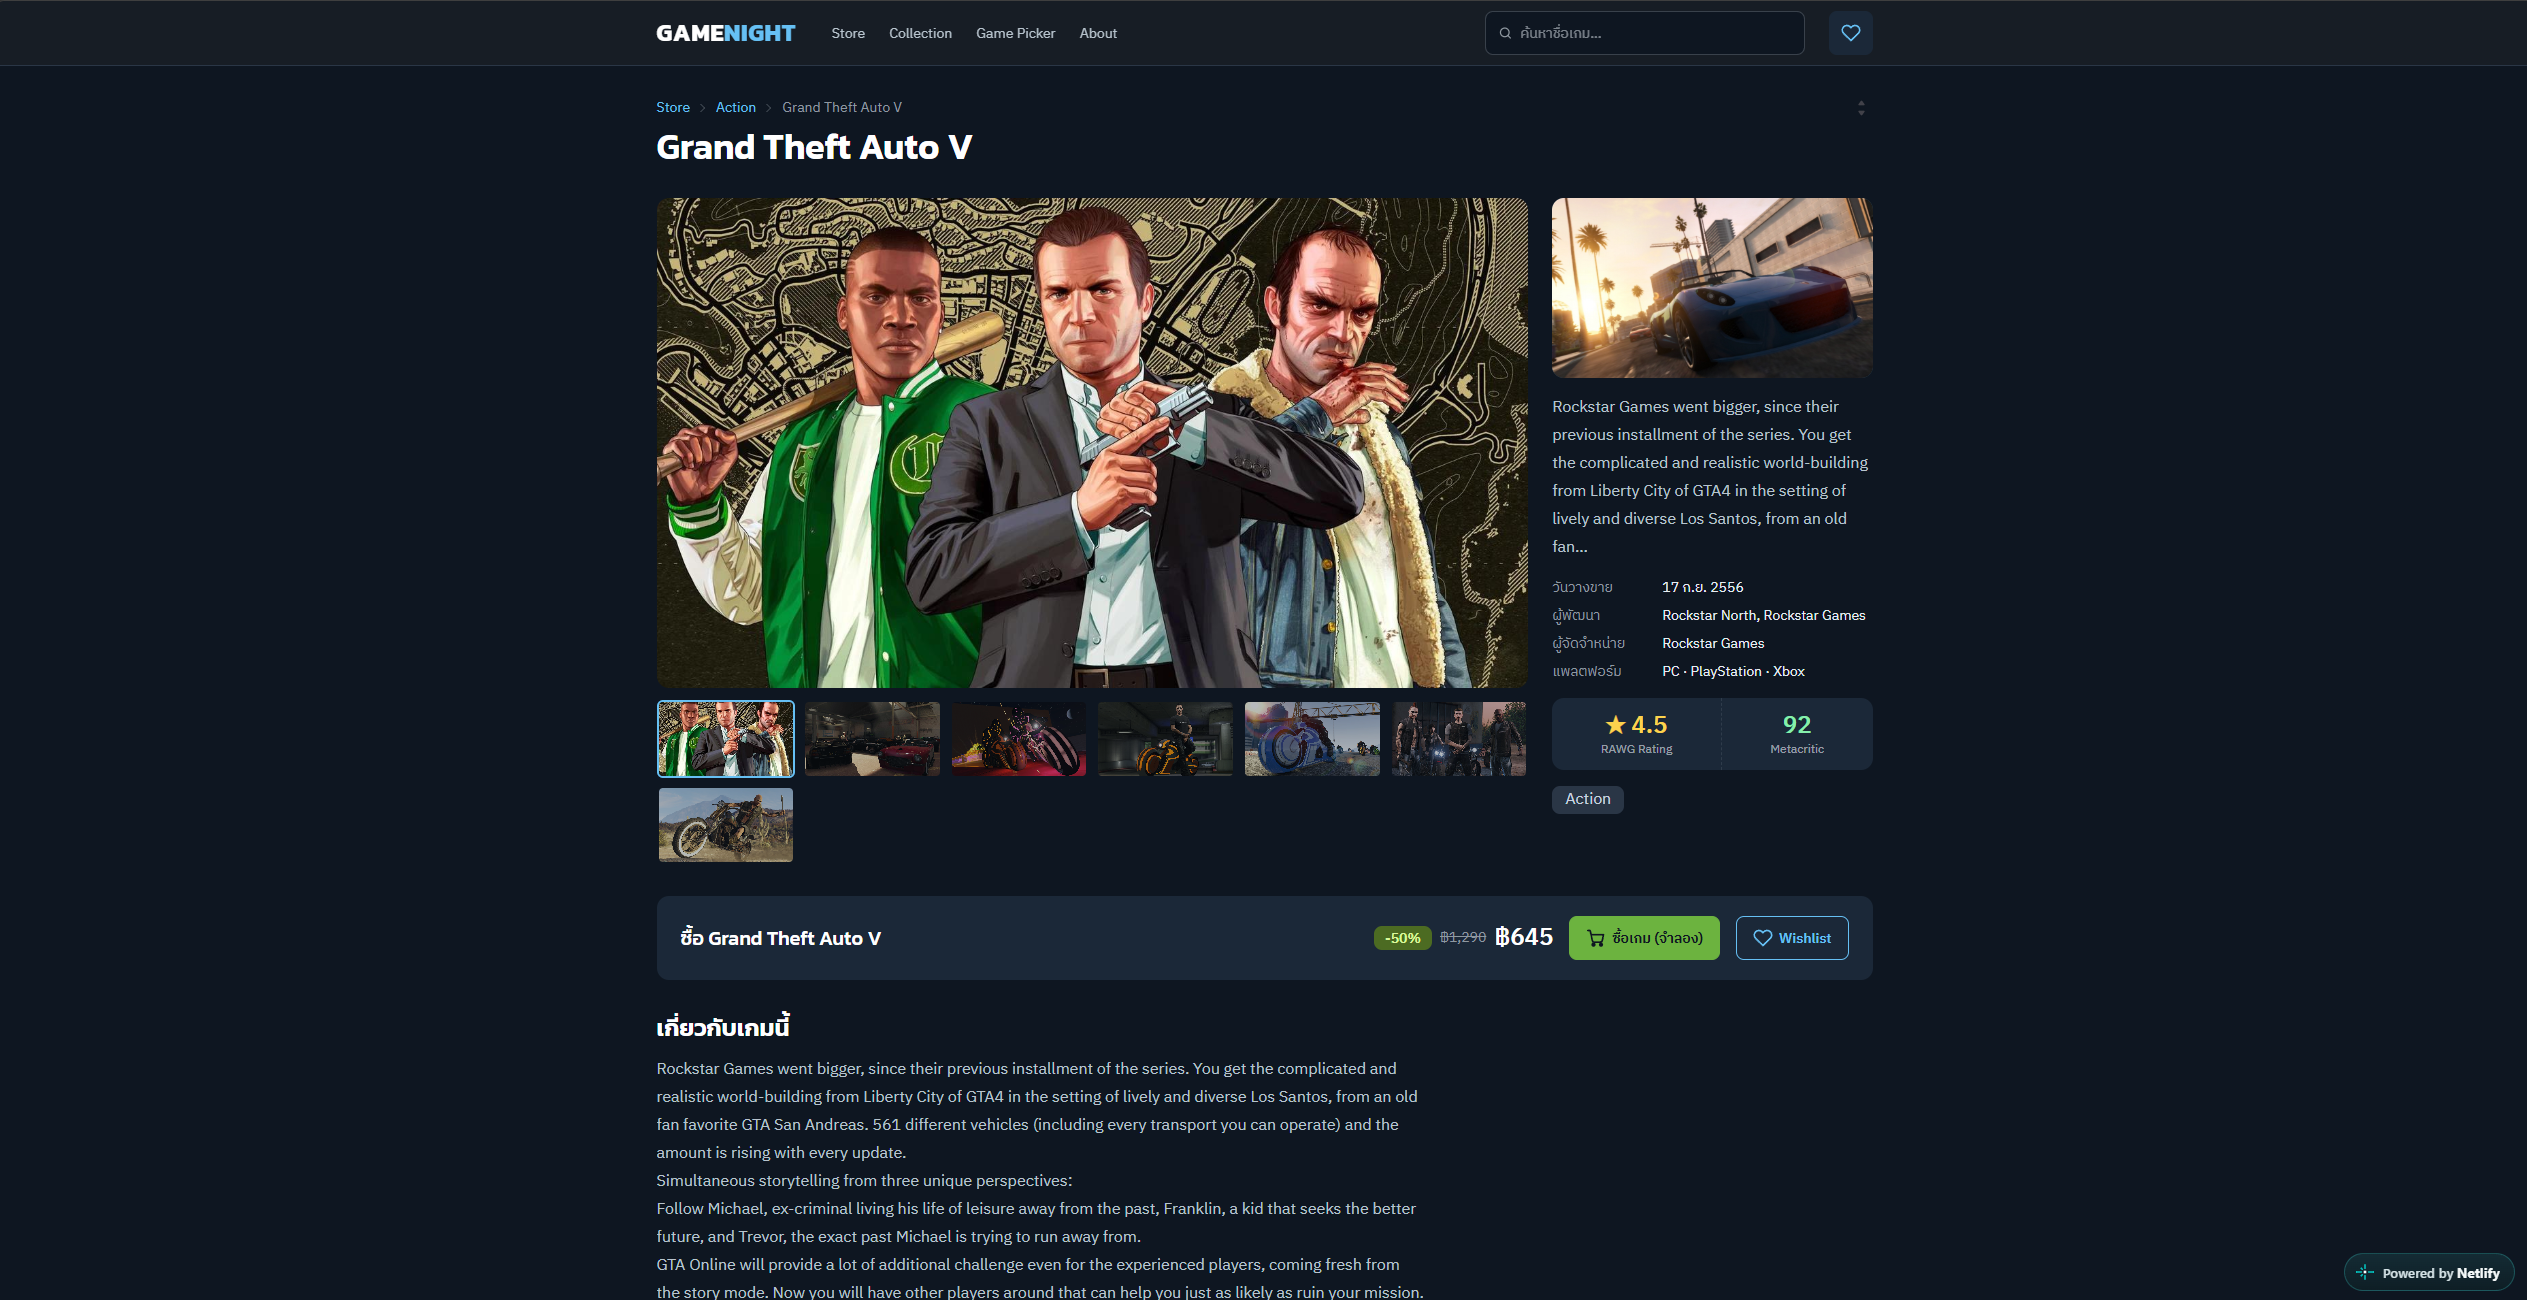 GAMENIGHT
Store
Collection
Game Picker
About
ค้นหาชื่อเกม...
Store
Action
Grand Theft Auto V
Grand Theft Auto V
Rockstar Games went bigger, since their
previous installment of the series. You get
the complicated and realistic world-building
from Liberty City of GTA4 in the setting of
lively and diverse Los Santos, from an old
fan...
วันวางขาย 17 ก.ย. 2556
ผู้พัฒนา Rockstar North, Rockstar Games
ผู้จัดจำหน่าย Rockstar Games
แพลตฟอร์ม PC · PlayStation · Xbox
★ 4.5
RAWG Rating
92
Metacritic
Action
ซื้อ Grand Theft Auto V
-50% ฿1,290 ฿645
ซื้อเกม (จำลอง)
Wishlist
เกี่ยวกับเกมนี้
Rockstar Games went bigger, since their previous installment of the series. You get the complicated and
realistic world-building from Liberty City of GTA4 in the setting of lively and diverse Los Santos, from an old
fan favorite GTA San Andreas. 561 different vehicles (including every transport you can operate) and the
amount is rising with every update.
Simultaneous storytelling from three unique perspectives:
Follow Michael, ex-criminal living his life of leisure away from the past, Franklin, a kid that seeks the better
future, and Trevor, the exact past Michael is trying to run away from.
GTA Online will provide a lot of additional challenge even for the experienced players, coming fresh from
the story mode. Now you will have other players around that can help you just as likely as ruin your mission.
Powered by Netlify